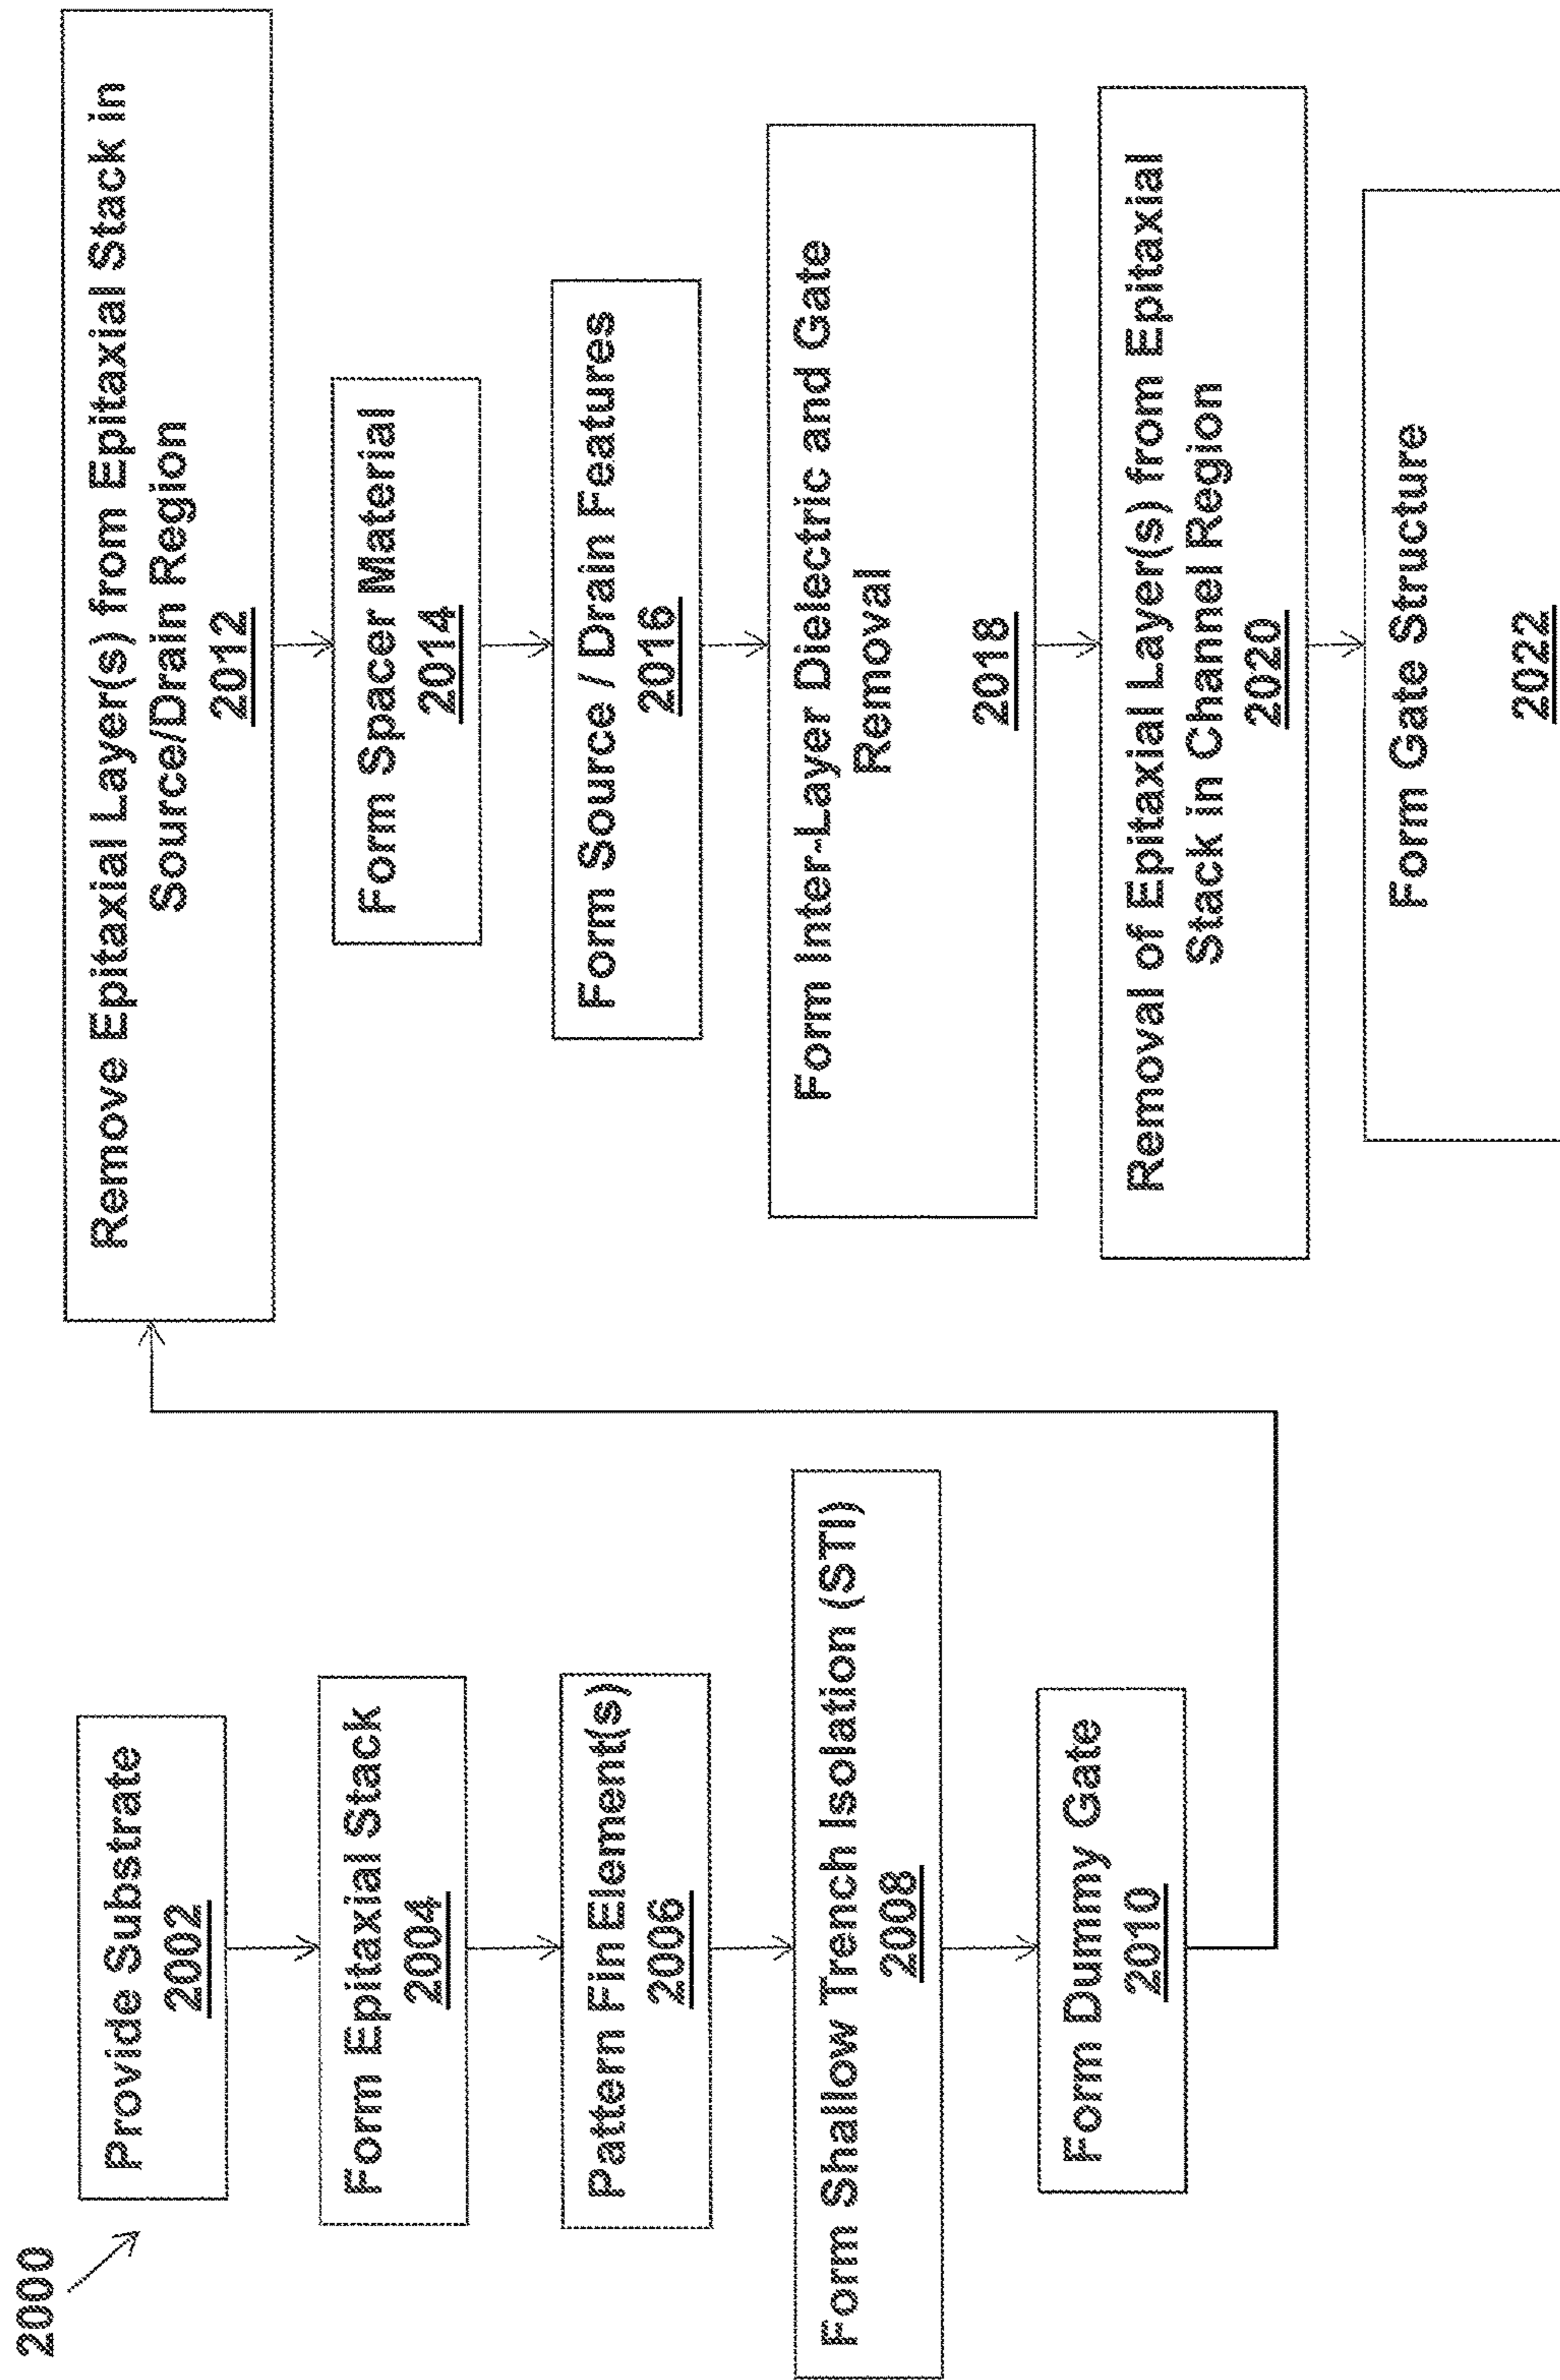 2000
Provide Substrate
2002
Form Epitaxial Stack
2004
Pattern Fin Element(s)
2006
Form Shallow Trench Isolation (STI)
2008
Form Dummy Gate
2010
Remove Epitaxial Layer(s) from Epitaxial Stack in
Source/Drain Region
2012
Form Spacer Material
2014
Form Source / Drain Features
2016
Form Inter-Layer Dielectric and Gate
Removal
2018
Removal of Epitaxial Layer(s) from Epitaxial
Stack in Channel Region
2020
Form Gate Structure
2022